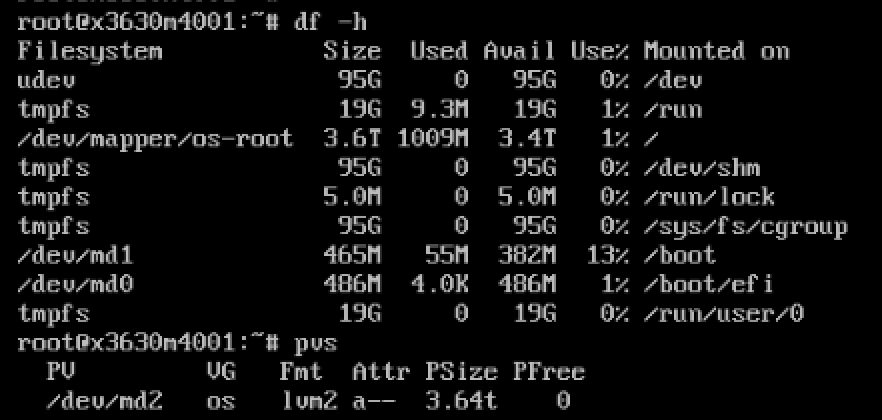 root@x3630m4001:~# df -h
Filesystem Size Used Avail Use% Mounted on
udev 95G 0 95G 0% /dev
tmpfs 19G 9.3M 19G 1% /run
/dev/mapper/os-root 3.6T 1009M 3.4T 1% /
tmpfs 95G 0 95G 0% /dev/shm
tmpfs 5.0M 0 5.0M 0% /run/lock
tmpfs 95G 0 95G 0% /sys/fs/cgroup
/dev/md1 465M 55M 382M 13% /boot
/dev/md0 486M 4.0K 486M 1% /boot/efi
tmpfs 19G 0 19G 0% /run/user/0
root@x3630m4001:~# pvs
PV VG Fmt Attr PSize PFree
/dev/md2 os lvm2 a-- 3.64t 0